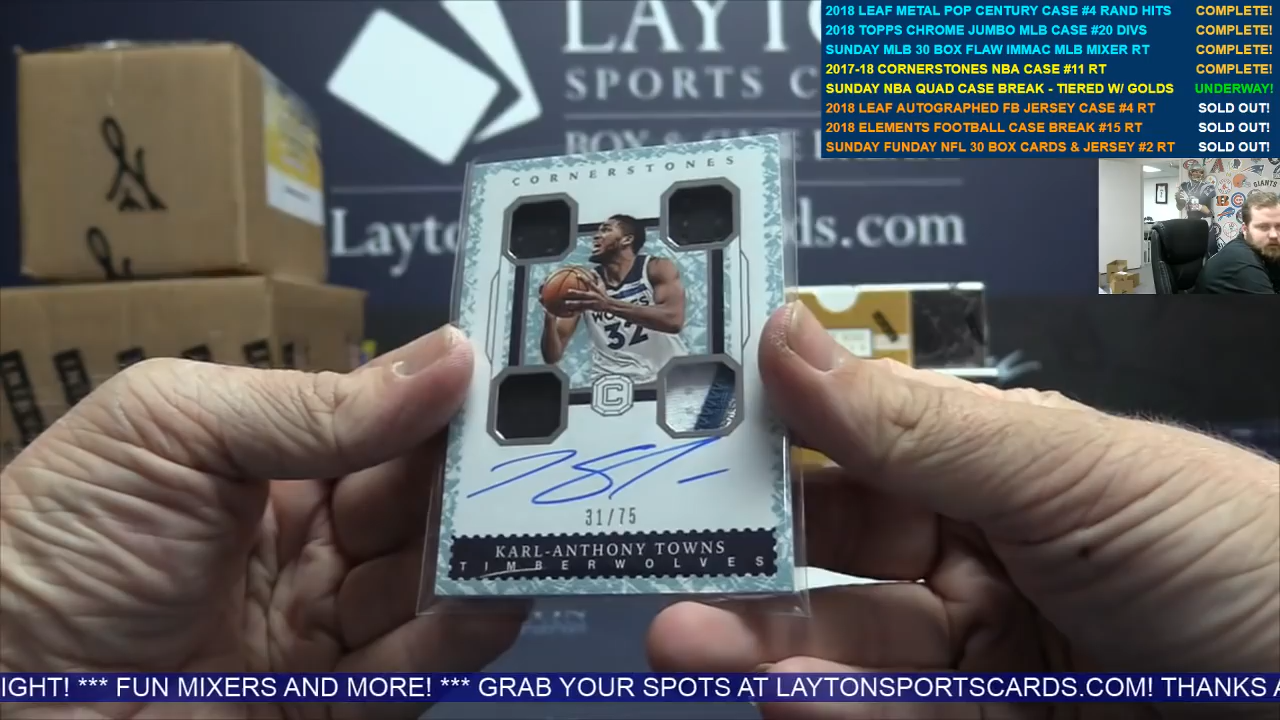 2018 LEAF METAL POP CENTURY CASE #4 RAND HITS COMPLETE!
2018 TOPPS CHROME JUMBO MLB CASE #20 DIVS COMPLETE!
SUNDAY MLB 30 BOX FLAW IMMAC MLB MIXER RT COMPLETE!
2017-18 CORNERSTONES NBA CASE #11 RT COMPLETE!
SUNDAY NBA QUAD CASE BREAK - TIERED W/ GOLDS UNDERWAY!
2018 LEAF AUTOGRAPHED FB JERSEY CASE #4 RT SOLD OUT!
2018 ELEMENTS FOOTBALL CASE BREAK #15 RT SOLD OUT!
SUNDAY FUNDAY NFL 30 BOX CARDS & JERSEY #2 RT SOLD OUT!
LAYTO
SPORTS C
BOX &
Layto ds.com
GIANTS
CORNERSTONES
WOLVES
32
C
31/75
KARL-ANTHONY TOWNS
TIMBERWOLVES
IGHT! *** FUN MIXERS AND MORE! *** GRAB YOUR SPOTS AT LAYTONSPORTSCARDS.COM! THANKS A